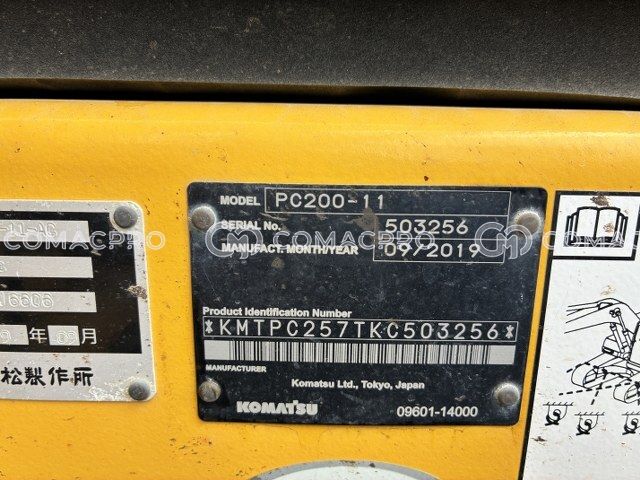 MODEL PC200-11
SERIAL No. 503256
MANUFACT. MONTH/YEAR 09/2019
Product Identification Number
*KMTPC257TKC503256*
MANUFACTURER
Komatsu Ltd., Tokyo, Japan
KOMATSU 09601-14000
年 月
松製作所
COMACPRO COMACPRO